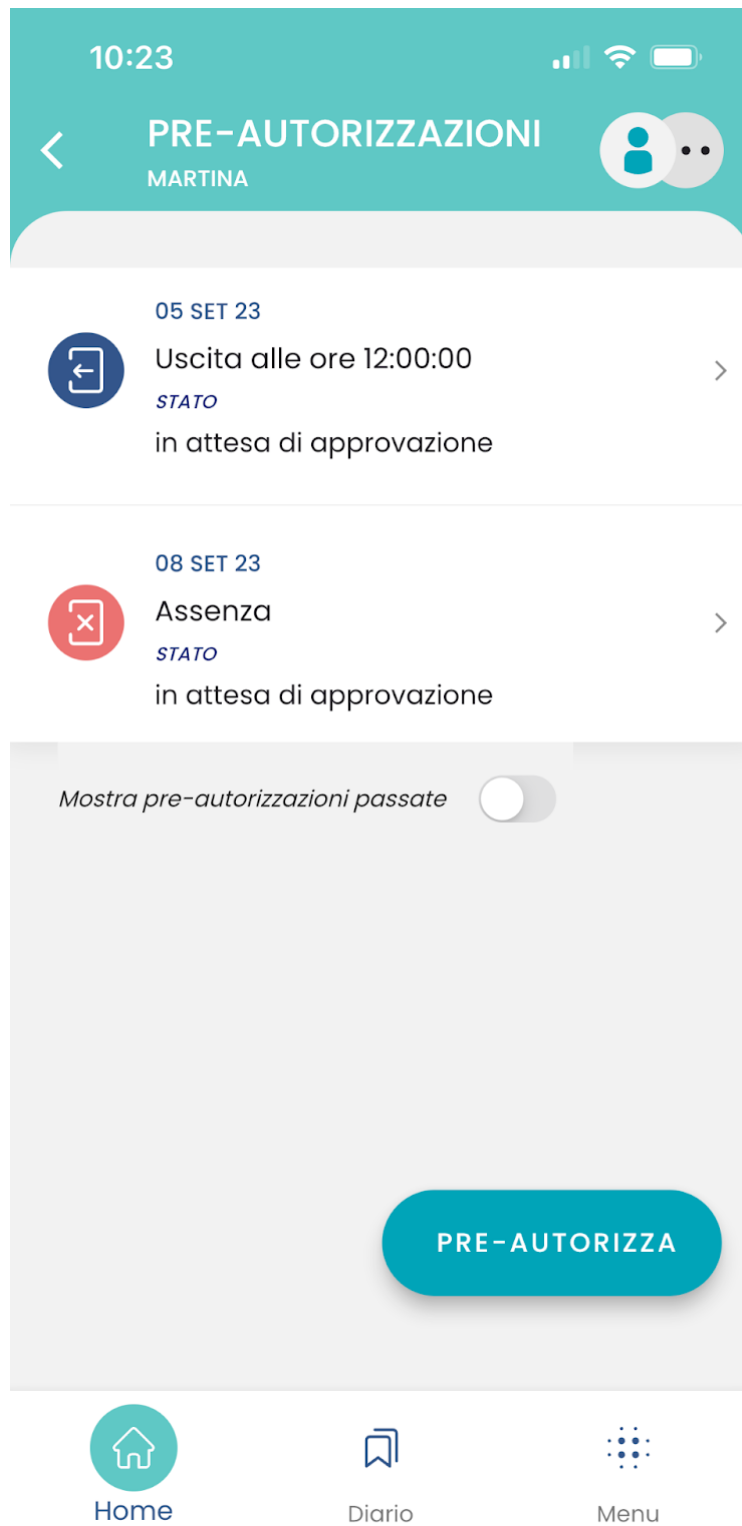 10:23
PRE-AUTORIZZAZIONI
MARTINA
05 SET 23
Uscita alle ore 12:00:00
STATO
in attesa di approvazione
08 SET 23
Assenza
STATO
in attesa di approvazione
Mostra pre-autorizzazioni passate
PRE-AUTORIZZA
Home
Diario
Menu